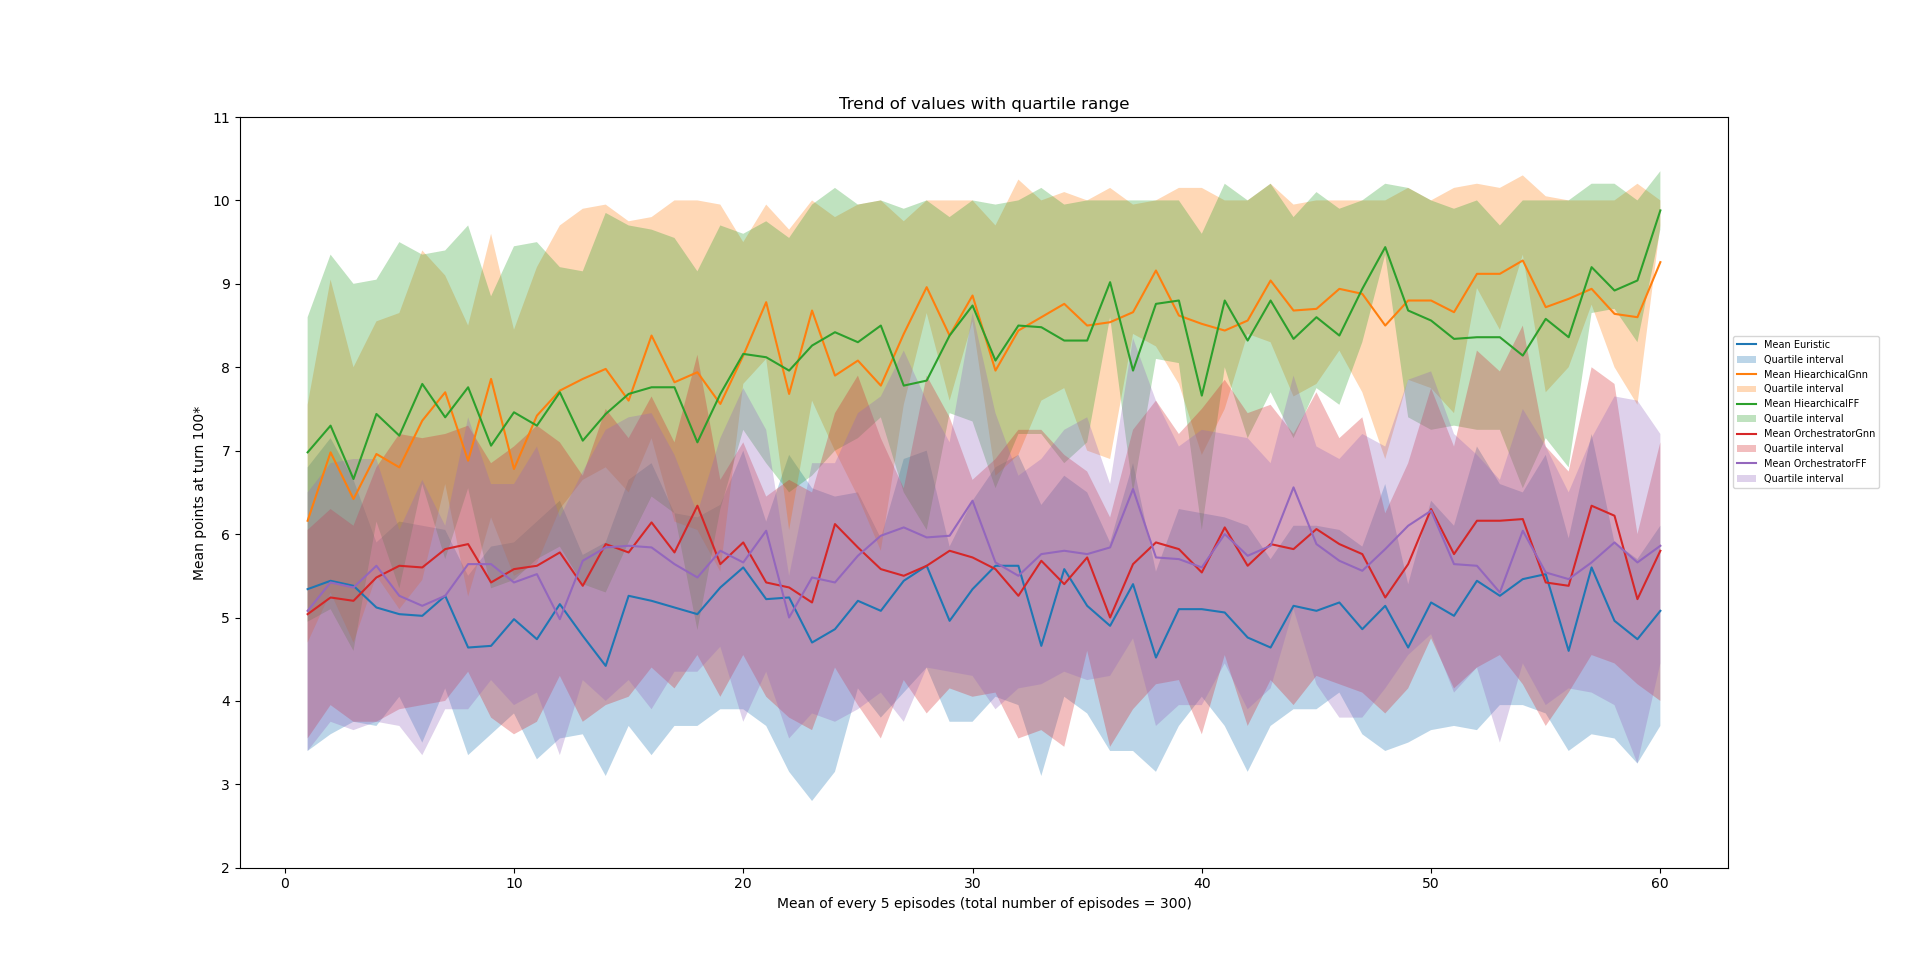 Trend of values with quartile range
11
10
9
8
7
6
5
4
3
2
Mean points at turn 100*
0
10
20
30
40
50
60
Mean of every 5 episodes (total number of episodes = 300)
Mean Euristic
Quartile interval
Mean HiearchicalGnn
Quartile interval
Mean HiearchicalFF
Quartile interval
Mean OrchestratorGnn
Quartile interval
Mean OrchestratorFF
Quartile interval